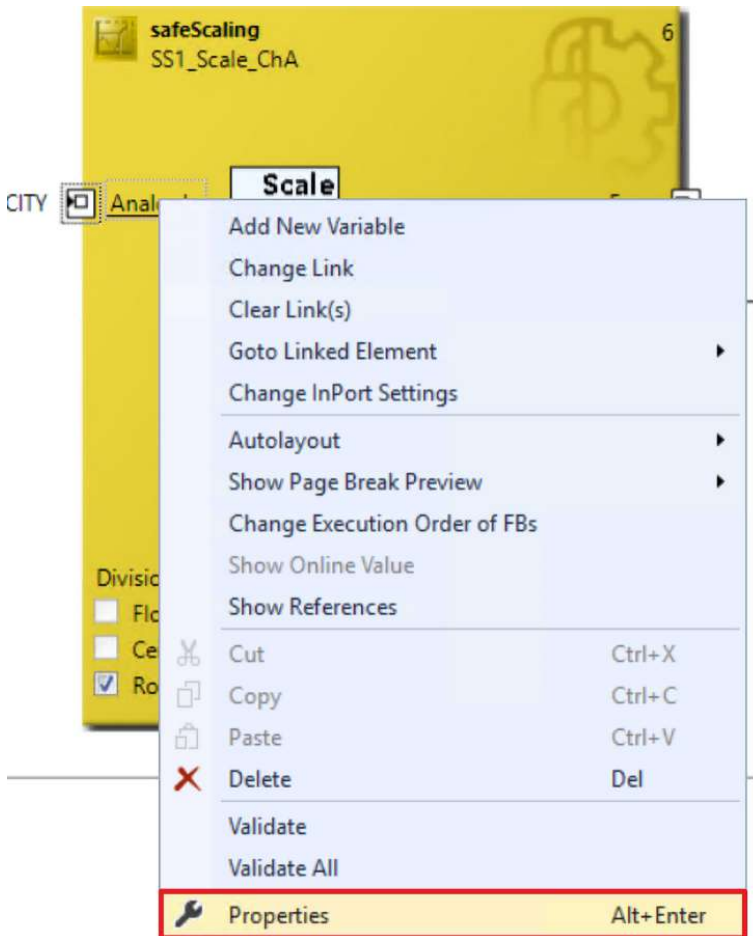 safeScaling
6
SS1_Scale_ChA
Scale
CITY
Add New Variable
Change Link
Clear Link(s)
Goto Linked Element
Change InPort Settings
Autolayout
Show Page Break Preview
Change Execution Order of FBs
Show Online Value
Show References
Cut Ctrl+X
Copy Ctrl+C
Paste Ctrl+V
Delete Del
Validate
Validate All
Properties Alt+Enter